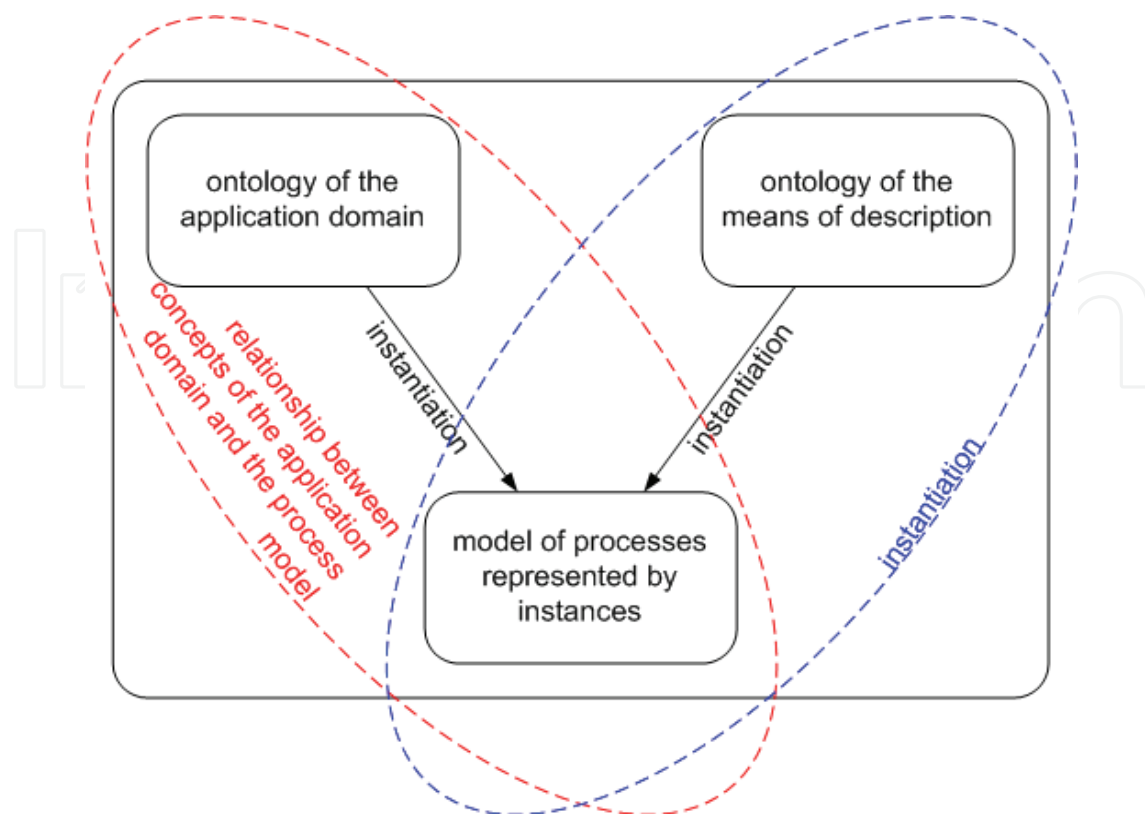 ontology of the
application domain
ontology of the
means of description
instantiation
instantiation
relationship between
concepts of the application
domain and the process
model
instantiation
model of processes
represented by
instances